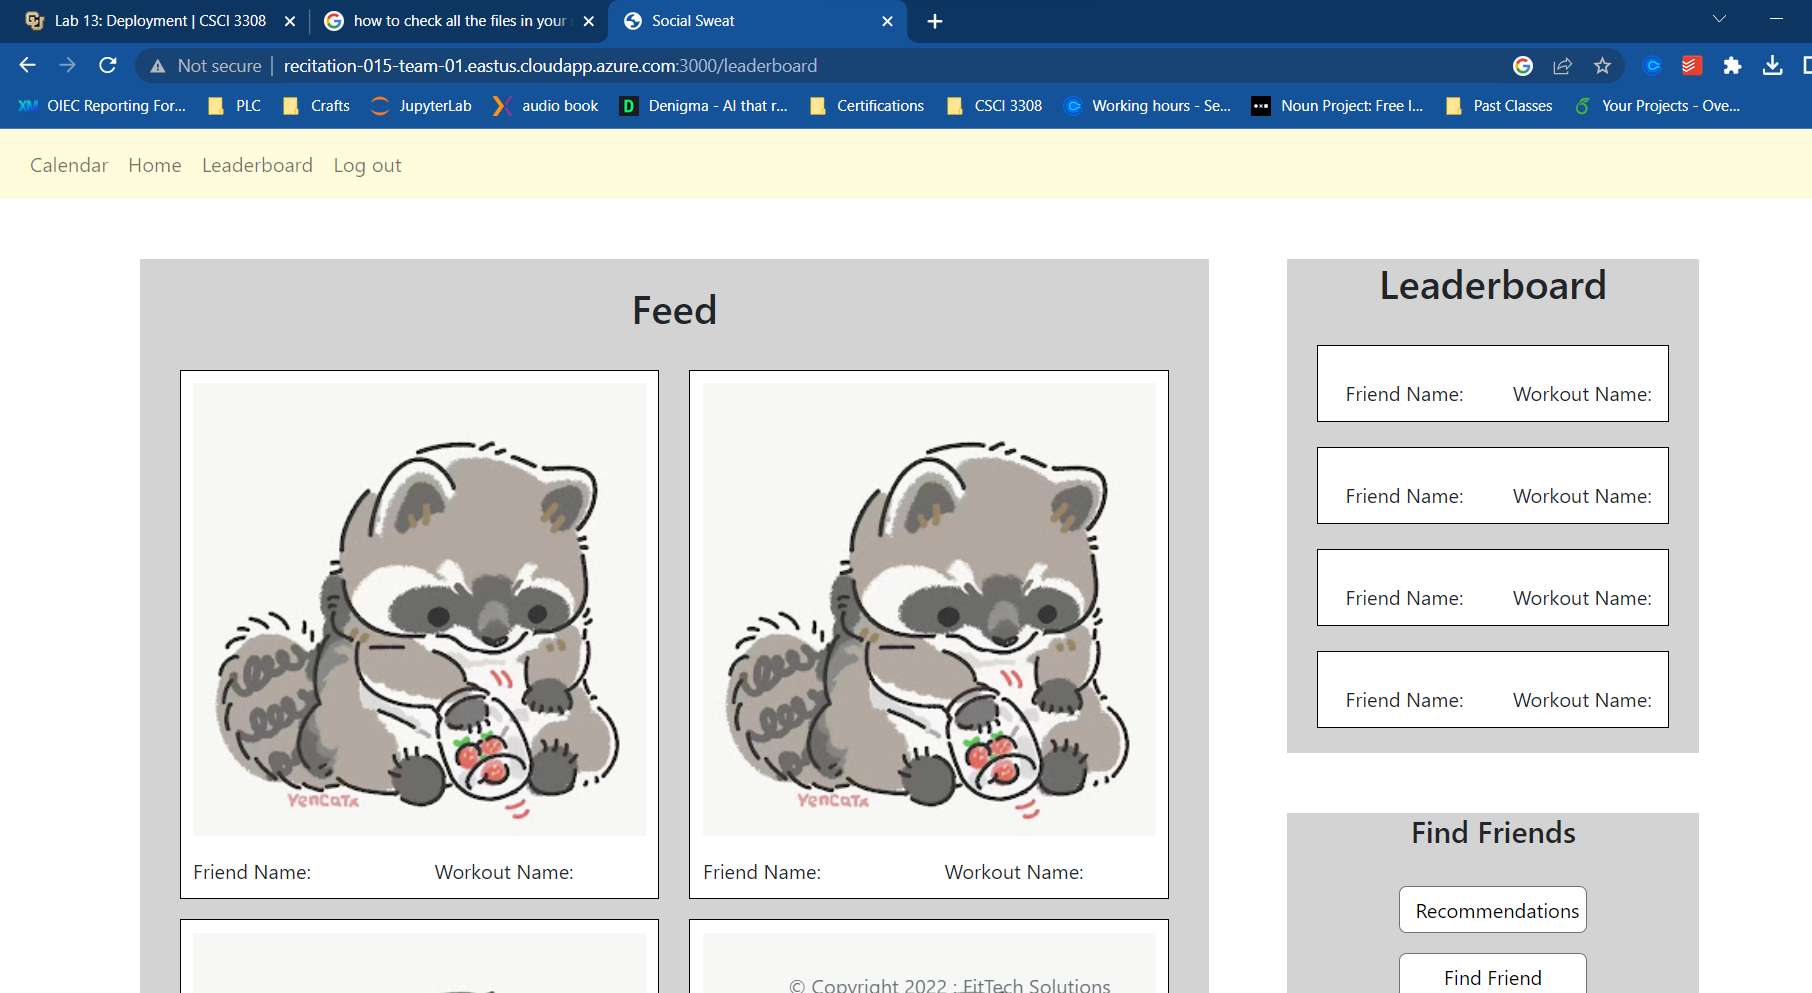 Lab 13: Deployment | CSCI 3308
how to check all the files in your
Social Sweat
Not secure
recitation-015-team-01.eastus.cloudapp.azure.com:3000/leaderboard
OIEC Reporting For...
PLC
Crafts
JupyterLab
audio book
Denigma - AI that r...
Certifications
CSCI 3308
Working hours - Se...
Noun Project: Free I...
Past Classes
Your Projects - Ove...
Calendar Home Leaderboard Log out
Feed
YenCaTx
Friend Name: Workout Name:
YenCaTx
Friend Name: Workout Name:
© Copyright 2022 : FitTech Solutions
Leaderboard
Friend Name: Workout Name:
Friend Name: Workout Name:
Friend Name: Workout Name:
Friend Name: Workout Name:
Find Friends
Recommendations
Find Friend